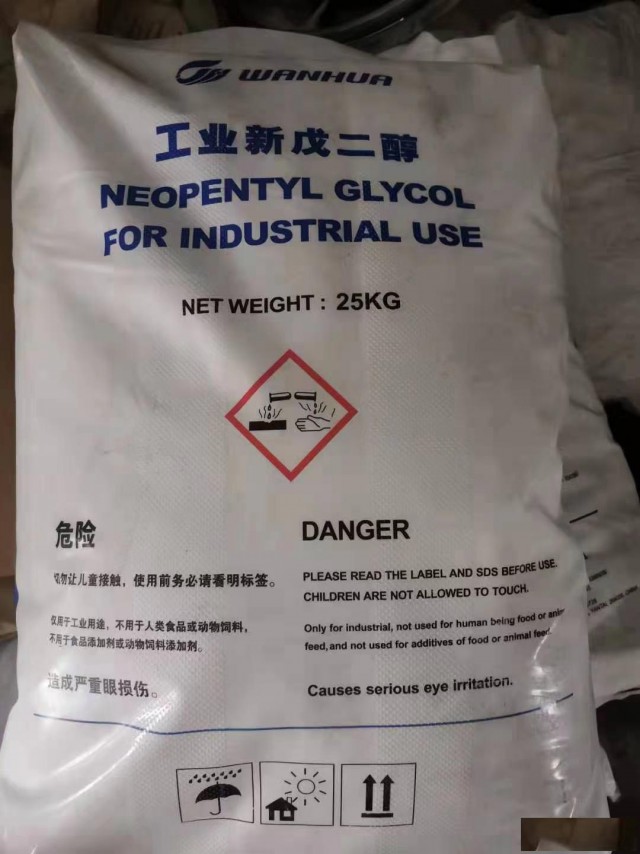 WANHUA
工业新戊二醇
NEOPENTYL GLYCOL
FOR INDUSTRIAL USE
NET WEIGHT : 25KG
危险
切勿让儿童接触，使用前务必请看明标签。
仅用于工业用途，不用于人类食品或动物饲料，
不用于食品添加剂或动物饲料添加剂。
造成严重眼损伤。
DANGER
PLEASE READ THE LABEL AND SDS BEFORE USE.
CHILDREN ARE NOT ALLOWED TO TOUCH.
Only for industrial, not used for human being food or
feed,and not used for additives of food or animal feed.
Causes serious eye irritation.